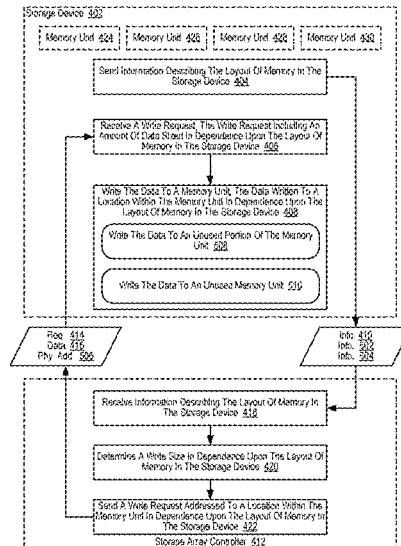 Storage Device 402
Memory Unit 424
Memory Unit 426
Memory Unit 428
Memory Unit 430
Send Information Describing The Layout Of Memory In The
Storage Device 404
Receive A Write Request, The Write Request Including An
Amount Of Data Sized In Dependence Upon The Layout Of
Memory In The Storage Device 406
Write The Data To A Memory Unit, The Data Written To A
Location Within The Memory Unit In Dependence Upon The
Layout Of Memory In The Storage Device 408
Write The Data To An Unused Portion Of The Memory
Unit 508
Write The Data To An Unused Memory Unit 510
Req. 414
Data 416
Phy. Add. 506
Info. 410
Info. 502
Info. 504
Receive Information Describing The Layout Of Memory In
The Storage Device 418
Determine A Write Size In Dependence Upon The Layout Of
Memory In The Storage Device 420
Send A Write Request Addressed To A Location Within The
Memory Unit In Dependence Upon The Layout Of Memory In
The Storage Device 422
Storage Array Controller 412